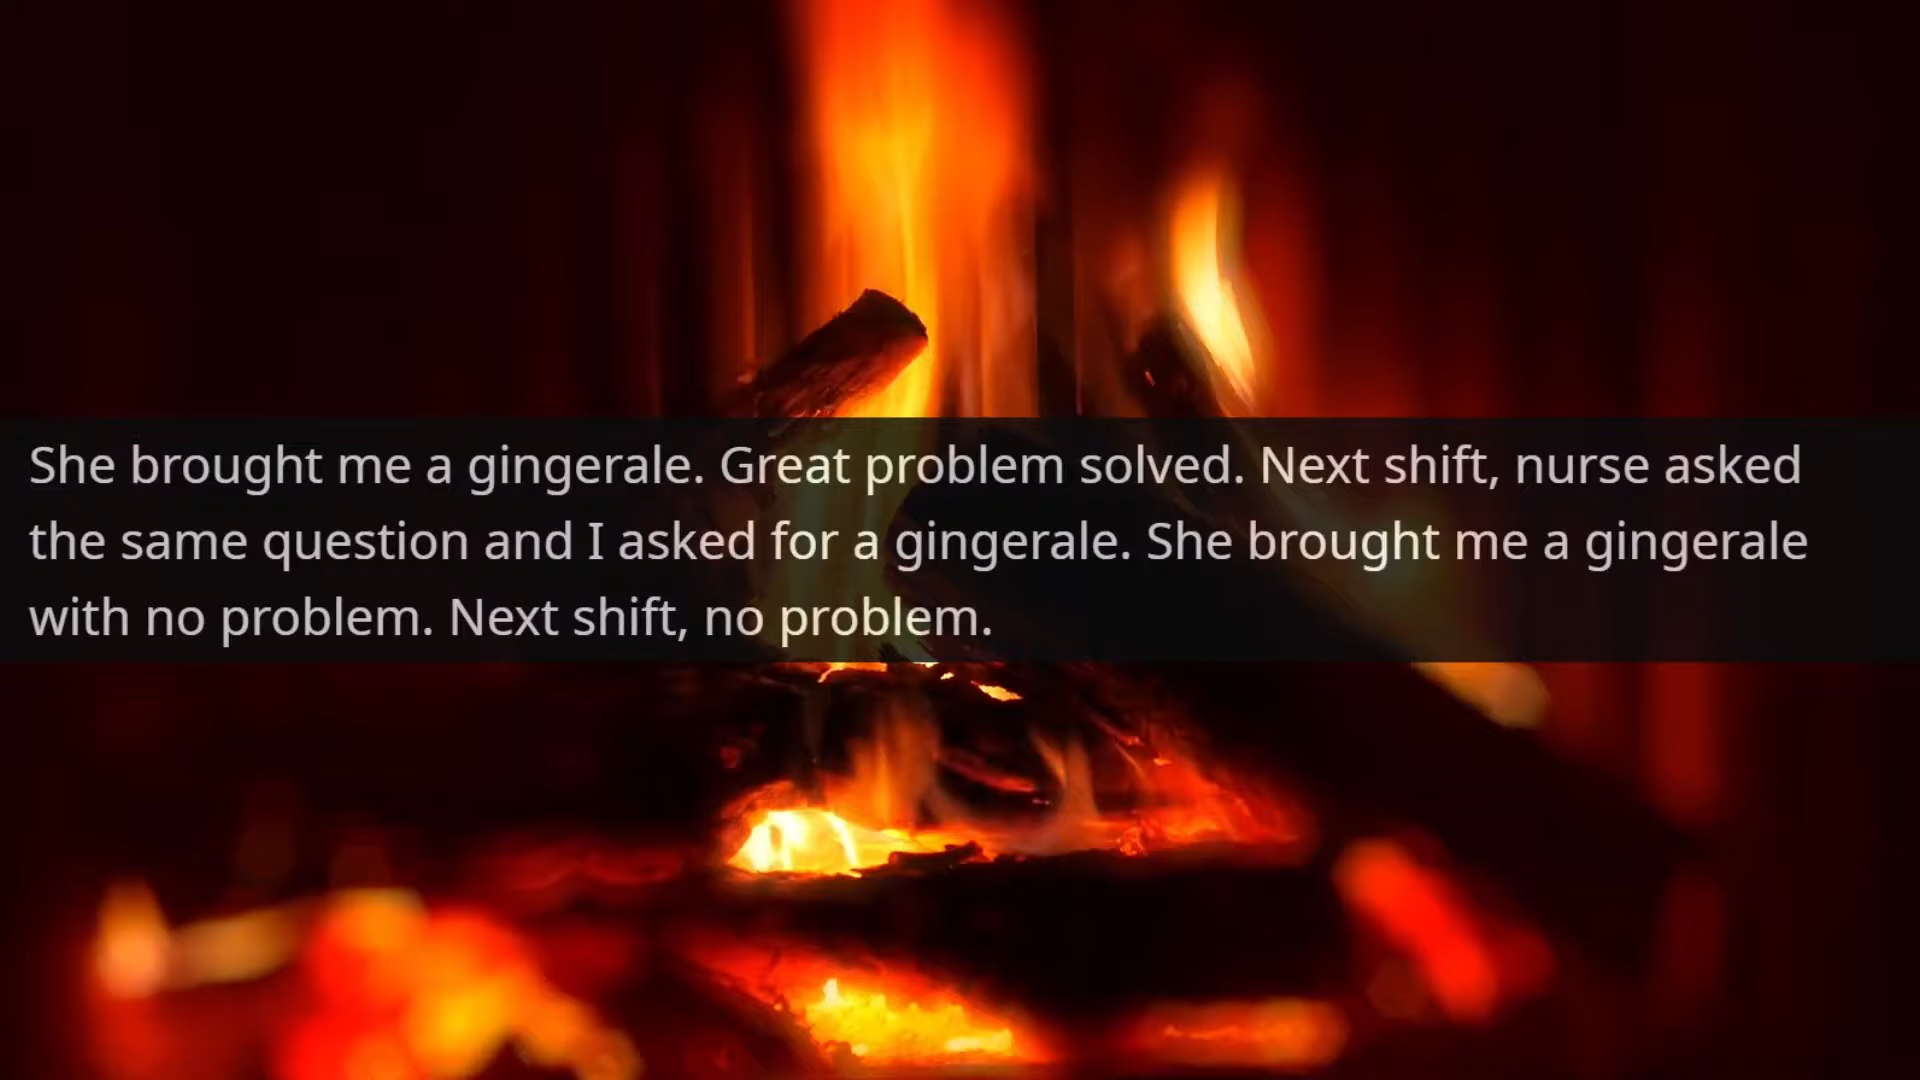 She brought me a gingerale. Great problem solved. Next shift, nurse asked
the same question and I asked for a gingerale. She brought me a gingerale
with no problem. Next shift, no problem.